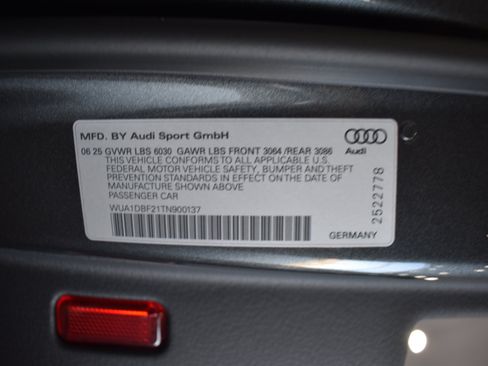 MFD. BY Audi Sport GmbH
06 25 GVWR LBS 6030 GAWR LBS FRONT 3064 /REAR 3086
THIS VEHICLE CONFORMS TO ALL APPLICABLE U.S.
FEDERAL MOTOR VEHICLE SAFETY, BUMPER AND THEFT
PREVENTION STANDARDS IN EFFECT ON THE DATE OF
MANUFACTURE SHOWN ABOVE
PASSENGER CAR
WUA1DBF21TN900137
Audi
2522778
GERMANY